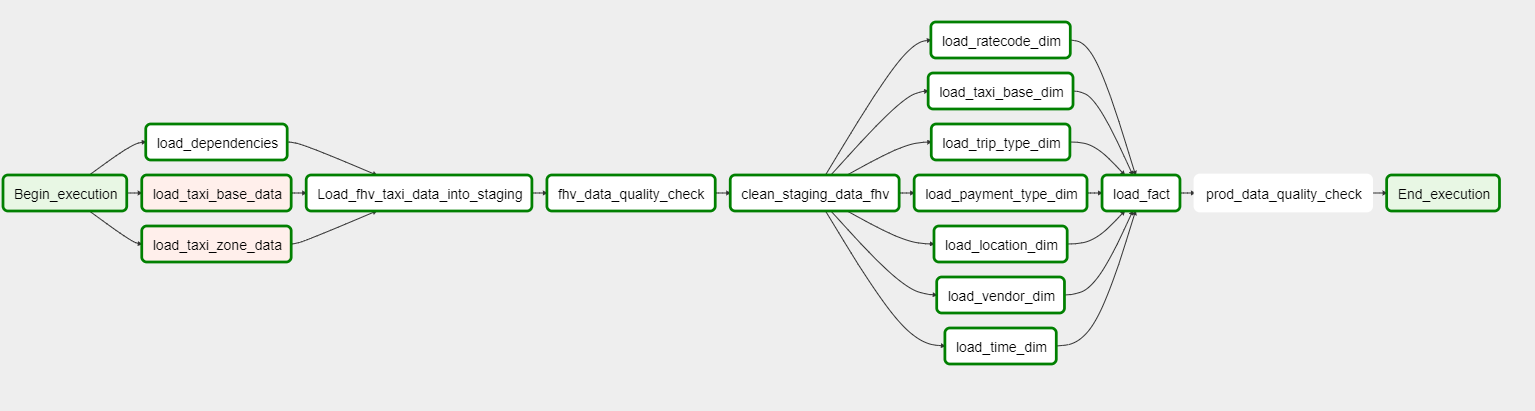 Begin_execution
load_dependencies
load_taxi_base_data
load_taxi_zone_data
Load_fhv_taxi_data_into_staging
fhv_data_quality_check
clean_staging_data_fhv
load_ratecode_dim
load_taxi_base_dim
load_trip_type_dim
load_payment_type_dim
load_location_dim
load_vendor_dim
load_time_dim
load_fact
prod_data_quality_check
End_execution